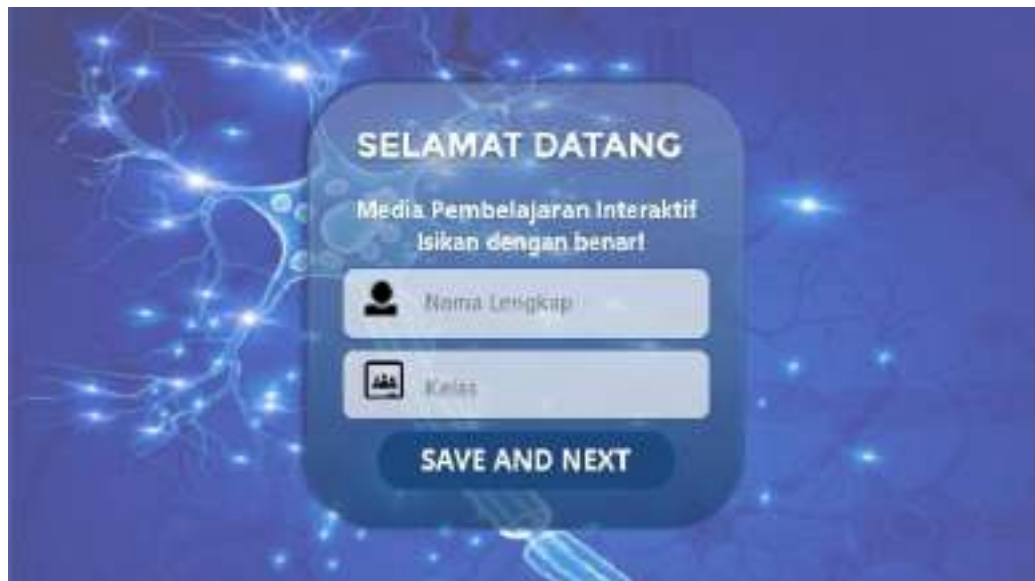 SELAMAT DATANG
Media Pembelajaran Interaktif
Isikan dengan benar!
Nama Lengkap
Kelas
SAVE AND NEXT